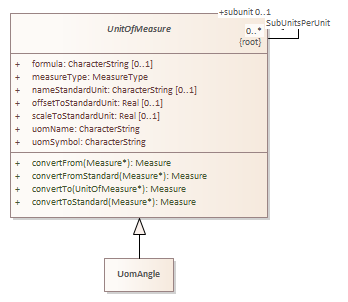 +subunit 0..1
UnitOfMeasure
SubUnitsPerUnit
0..*
{root}
+ formula: CharacterString [0..1]
+ measureType: MeasureType
+ nameStandardUnit: CharacterString [0..1]
+ offsetToStandardUnit: Real [0..1]
+ scaleToStandardUnit: Real [0..1]
+ uomName: CharacterString
+ uomSymbol: CharacterString
+ convertFrom(Measure*): Measure
+ convertFromStandard(Measure*): Measure
+ convertTo(UnitOfMeasure*): Measure
+ convertToStandard(Measure*): Measure
UomAngle